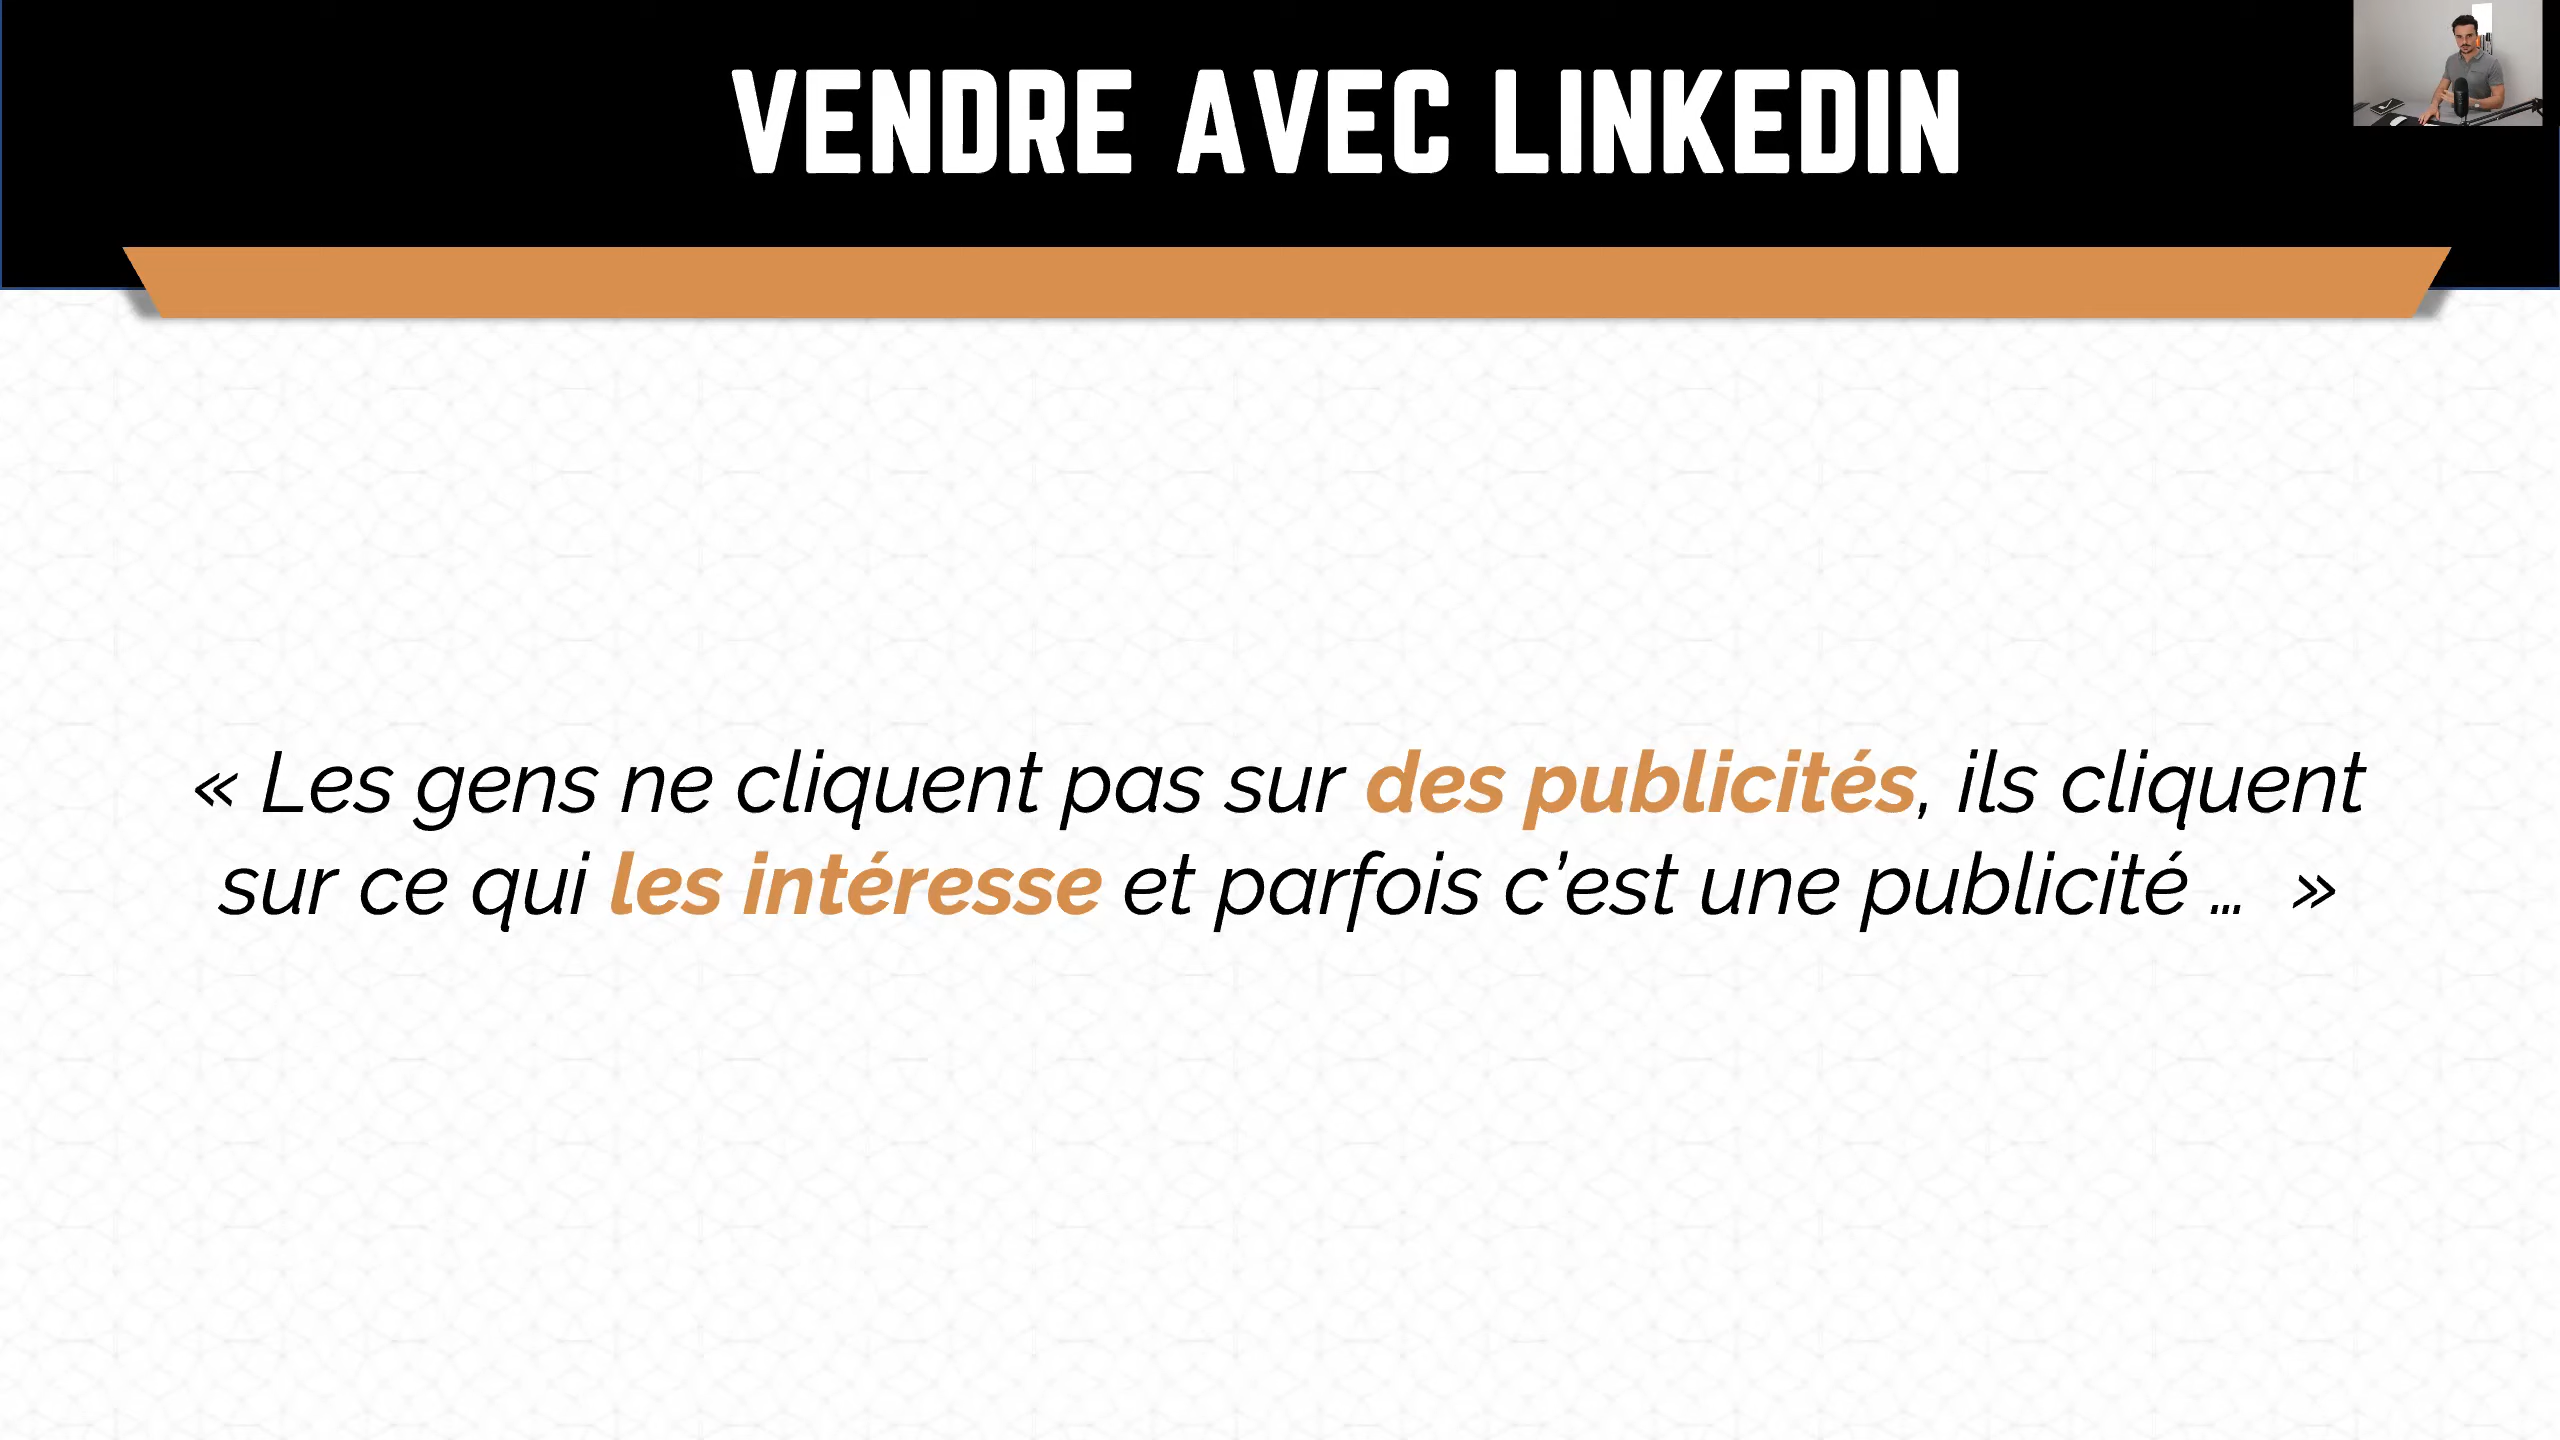 VENDRE AVEC LINKEDIN
« Les gens ne cliquent pas sur des publicités, ils cliquent
sur ce qui les intéresse et parfois c’est une publicité …  »